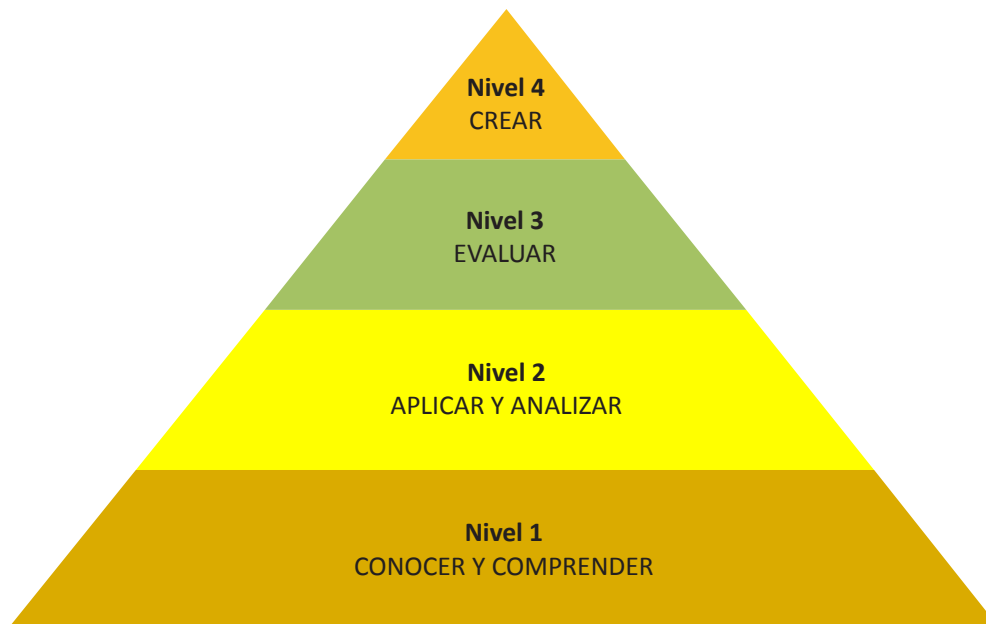 Nivel 4
CREAR
Nivel 3
EVALUAR
Nivel 2
APLICAR Y ANALIZAR
Nivel 1
CONOCER Y COMPRENDER